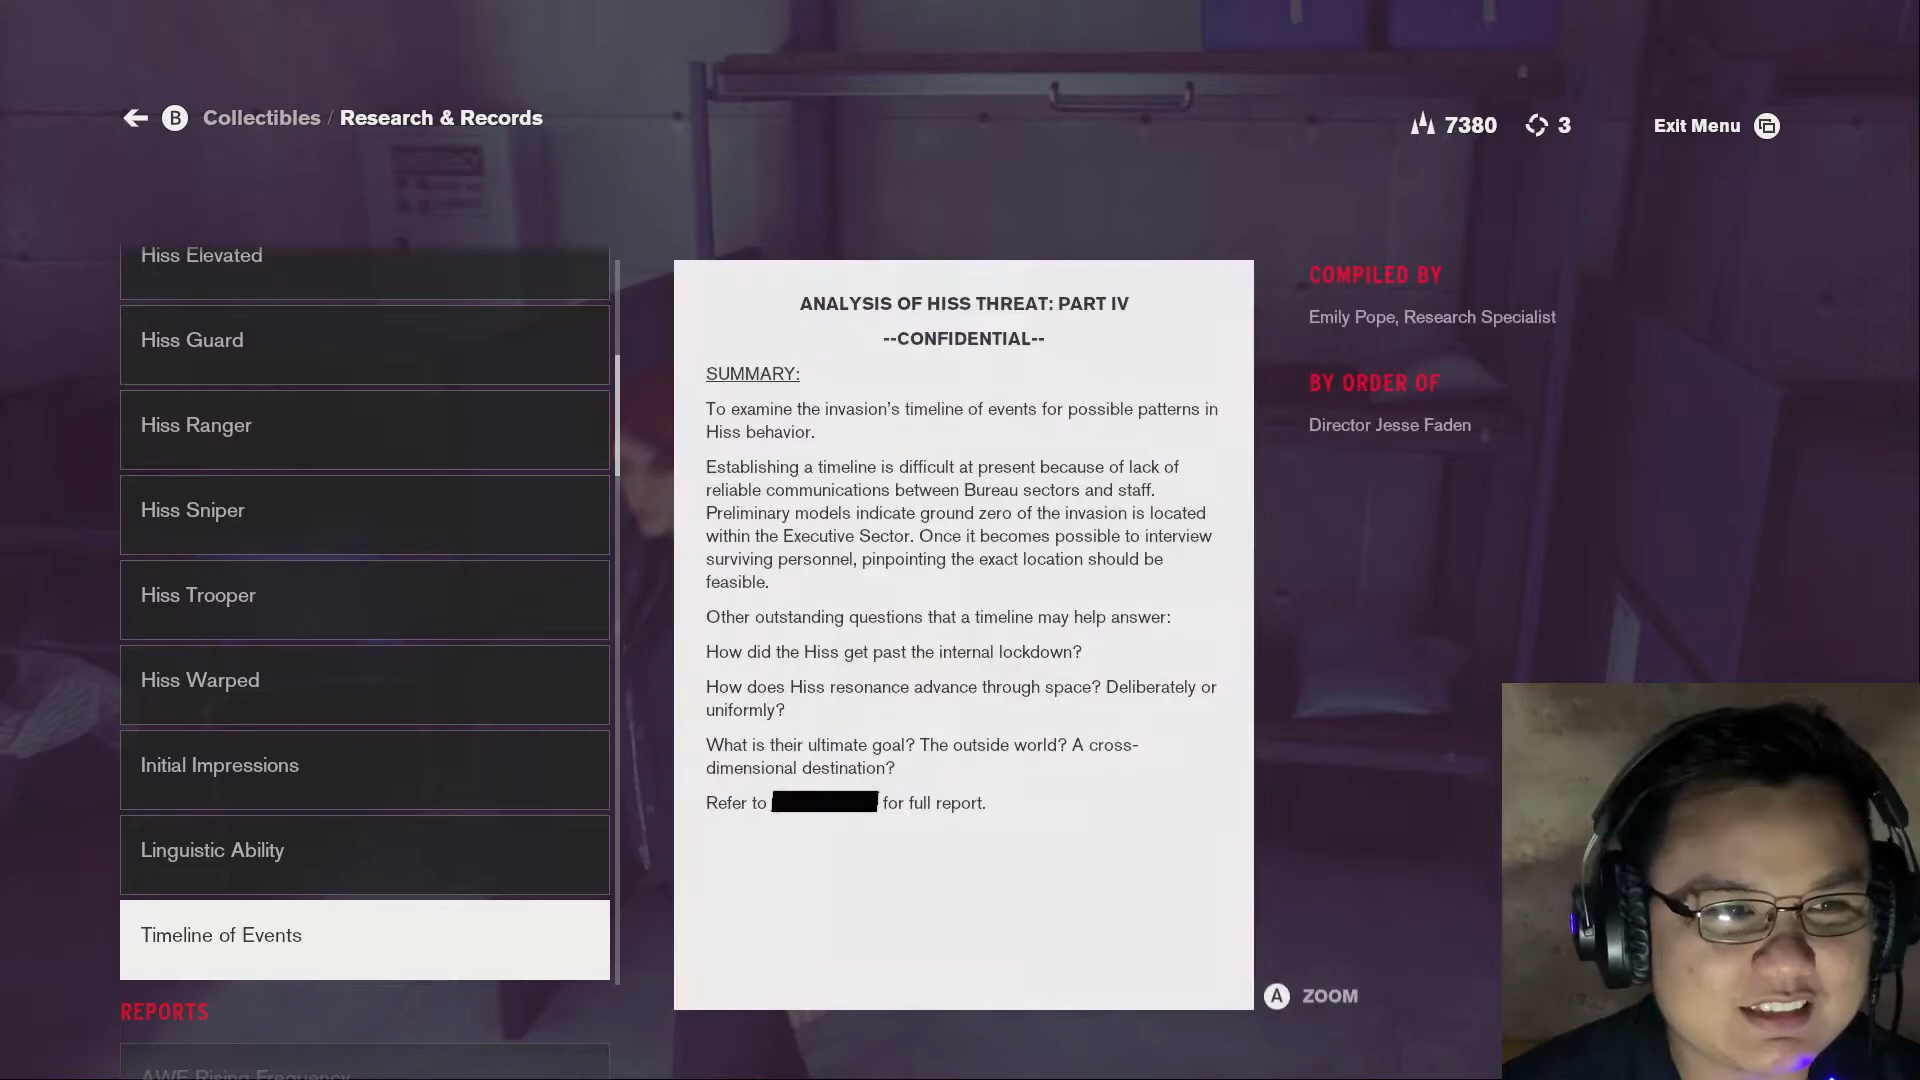 B Collectibles / Research & Records
7380 3 Exit Menu
Hiss Elevated
Hiss Guard
Hiss Ranger
Hiss Sniper
Hiss Trooper
Hiss Warped
Initial Impressions
Linguistic Ability
Timeline of Events
REPORTS
AWE Rising Frequency
ANALYSIS OF HISS THREAT: PART IV
--CONFIDENTIAL--
SUMMARY:
To examine the invasion's timeline of events for possible patterns in
Hiss behavior.
Establishing a timeline is difficult at present because of lack of
reliable communications between Bureau sectors and staff.
Preliminary models indicate ground zero of the invasion is located
within the Executive Sector. Once it becomes possible to interview
surviving personnel, pinpointing the exact location should be
feasible.
Other outstanding questions that a timeline may help answer:
How did the Hiss get past the internal lockdown?
How does Hiss resonance advance through space? Deliberately or
uniformly?
What is their ultimate goal? The outside world? A cross-
dimensional destination?
Refer to for full report.
COMPILED BY
Emily Pope, Research Specialist
BY ORDER OF
Director Jesse Faden
A ZOOM